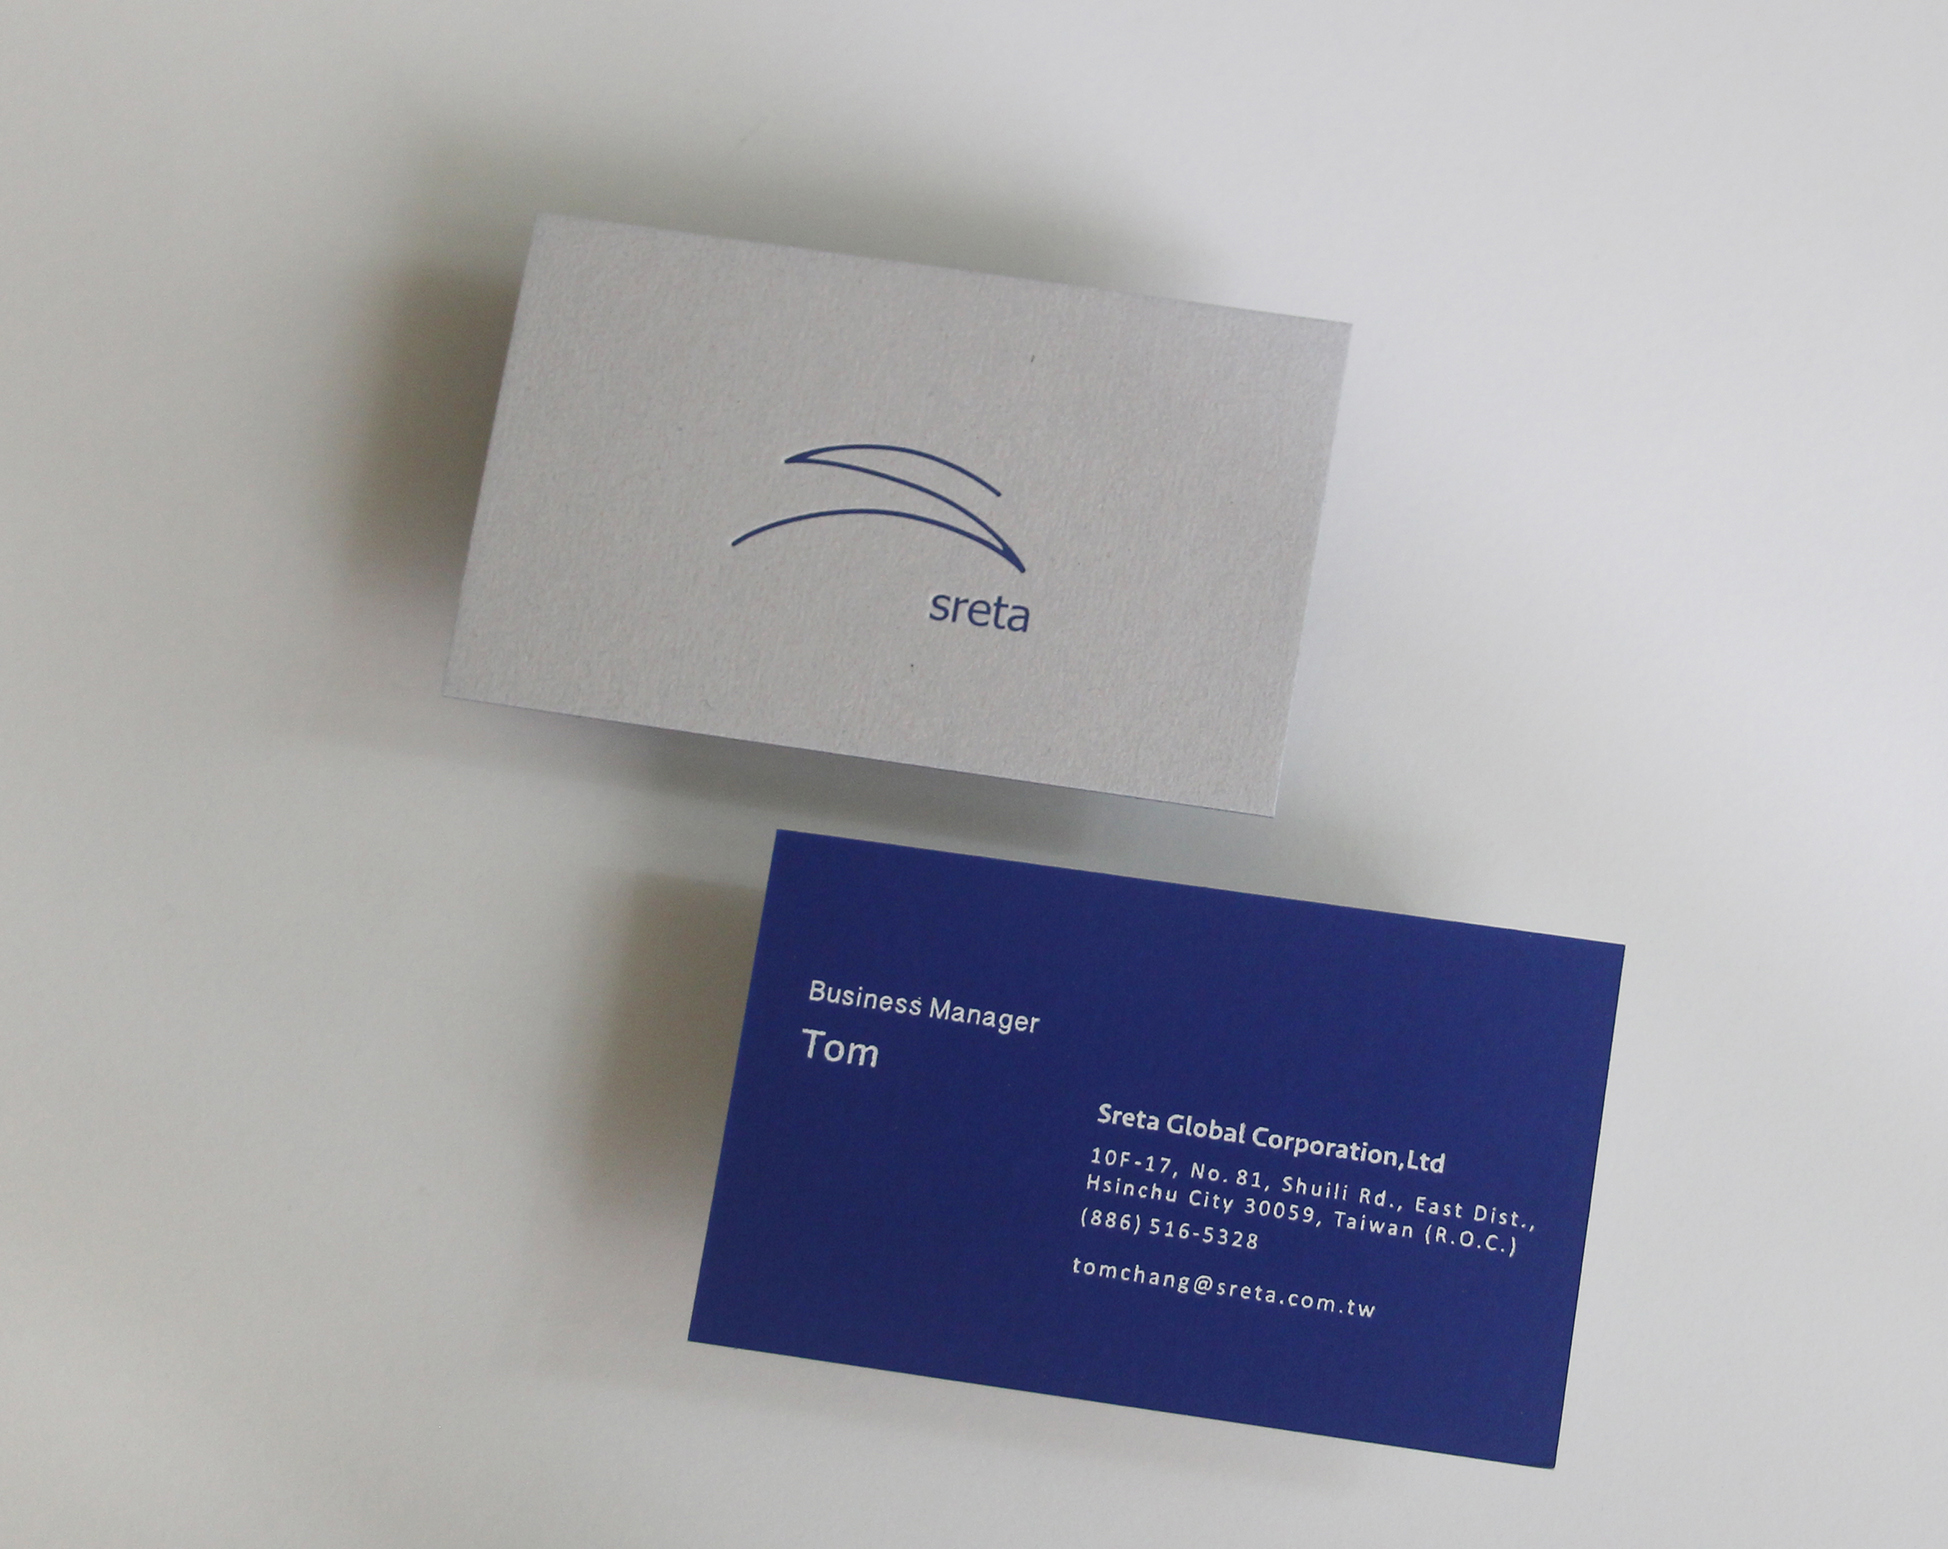 sreta
Business Manager
Tom
Sreta Global Corporation,Ltd
10F-17, No. 81, Shuili Rd., East Dist.,
Hsinchu City 30059, Taiwan (R.O.C.)
(886) 516-5328
tomchang@sreta.com.tw